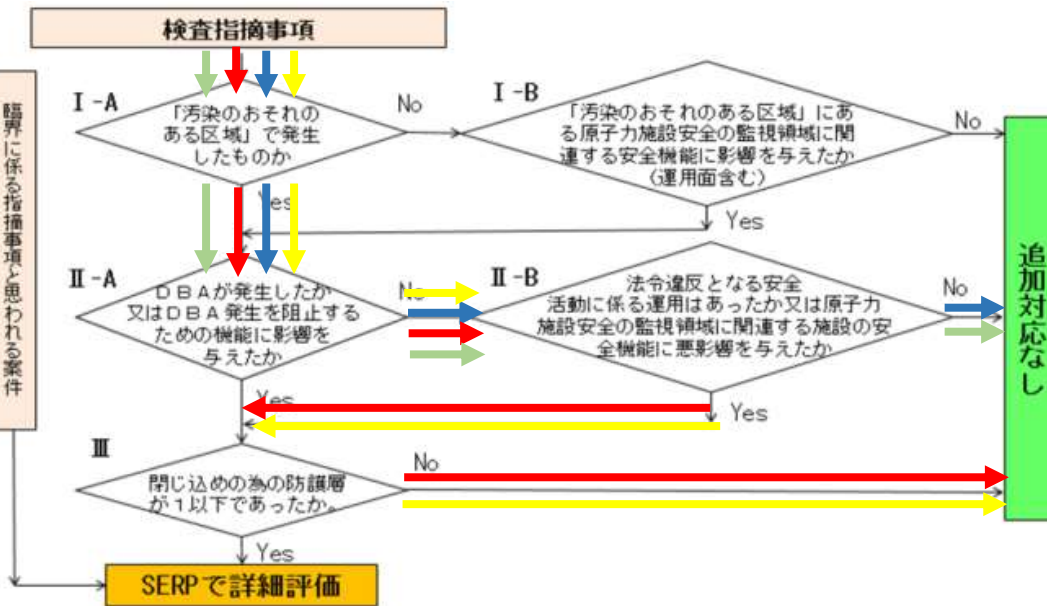 検査指摘事項
臨界に係る指摘事項と思われる案件
Ⅰ-A
「汚染のおそれの
ある区域」で発生
したものか
No
Yes
Ⅰ-B
「汚染のおそれのある区域」にあ
る原子力施設安全の監視領域に関
連する安全機能に影響を与えたか
(運用面含む)
No
Yes
Ⅱ-A
ＤＢＡが発生したか
又はＤＢＡ発生を阻止する
ための機能に影響を
与えたか
No
Yes
Ⅱ-B
法令違反となる安全
活動に係る運用はあったか又は原子力
施設安全の監視領域に関連する施設の安
全機能に悪影響を与えたか
No
Yes
Ⅲ
閉じ込めの為の防護層
が１以下であったか。
No
Yes
追加対応なし
SERPで詳細評価